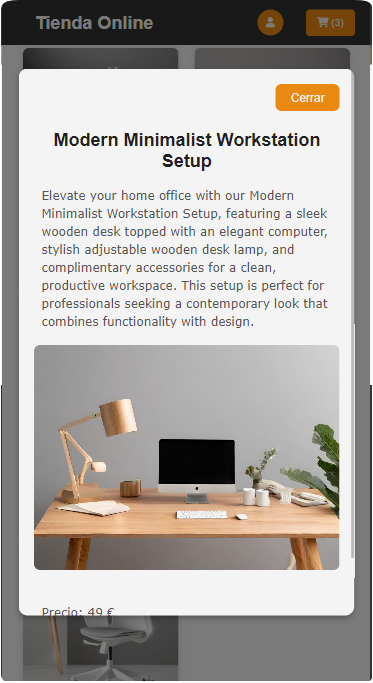 Tienda Online
(3)
Cerrar
Modern Minimalist Workstation
Setup
Elevate your home office with our Modern
Minimalist Workstation Setup, featuring a sleek
wooden desk topped with an elegant computer,
stylish adjustable wooden desk lamp, and
complimentary accessories for a clean,
productive workspace. This setup is perfect for
professionals seeking a contemporary look that
combines functionality with design.
Precio: 49 €